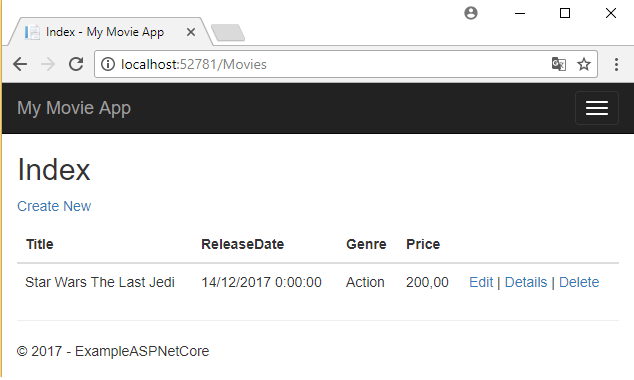 Index - My Movie App
localhost:52781/Movies
My Movie App
Index
Create New
Title ReleaseDate Genre Price
Star Wars The Last Jedi 14/12/2017 0:00:00 Action 200,00 Edit | Details | Delete
© 2017 - ExampleASPNetCore